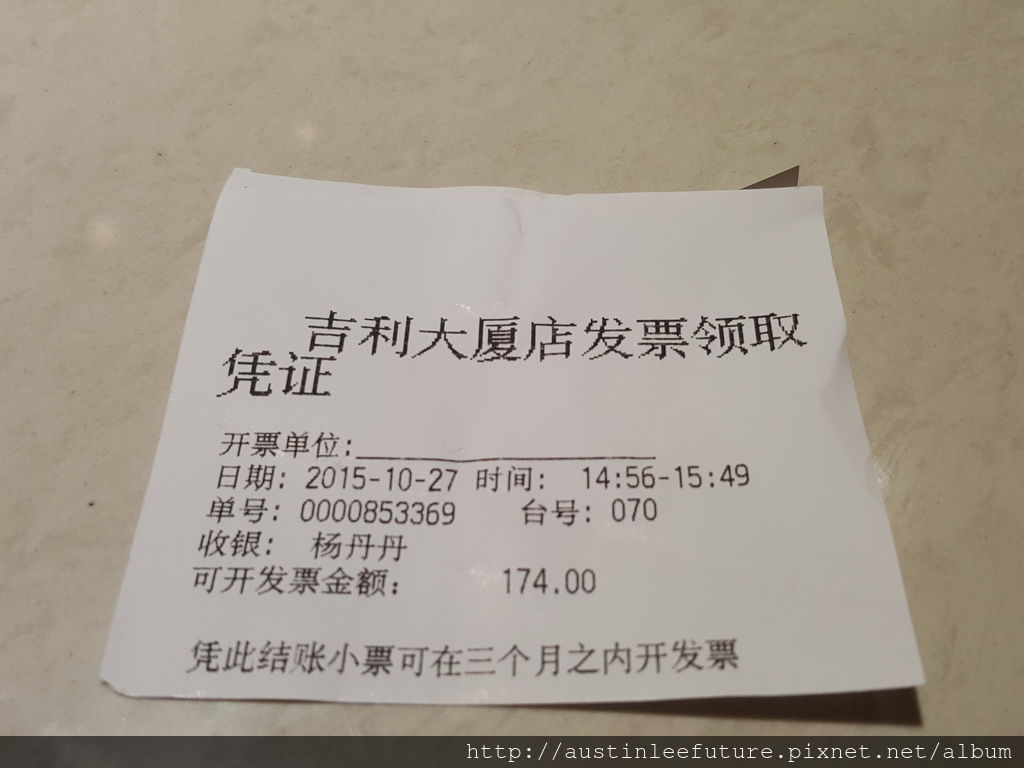 吉利大厦店发票领取
凭证
开票单位:____________________
日期: 2015-10-27 时间: 14:56-15:49
单号: 0000853369 台号: 070
收银: 杨丹丹
可开发票金额: 174.00
凭此结账小票可在三个月之内开发票
http://austinleefuture.pixnet.net/album